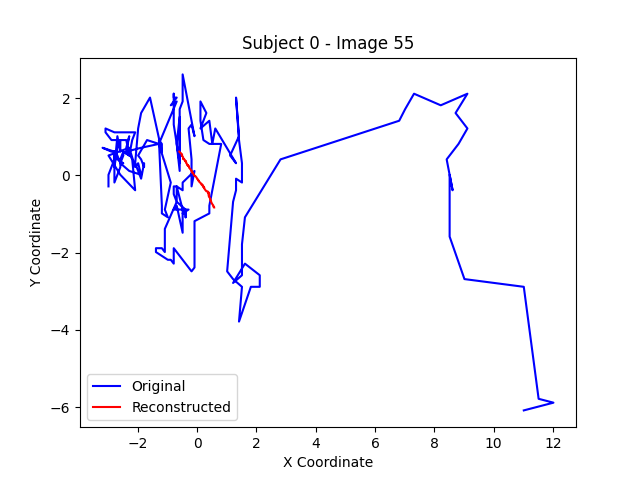 Subject 0 - Image 55
Y Coordinate
2
0
−2
−4
−6
Original
Reconstructed
−2 0 2 4 6 8 10 12
X Coordinate